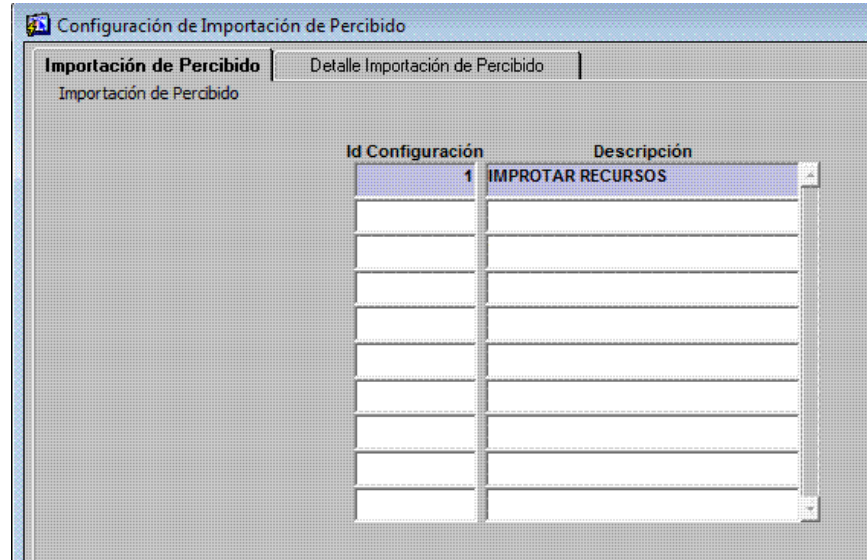 Configuración de Importación de Percibido
Importación de Percibido Detalle Importación de Percibido
Importación de Percibido
Id Configuración Descripción
1 IMPROTAR RECURSOS